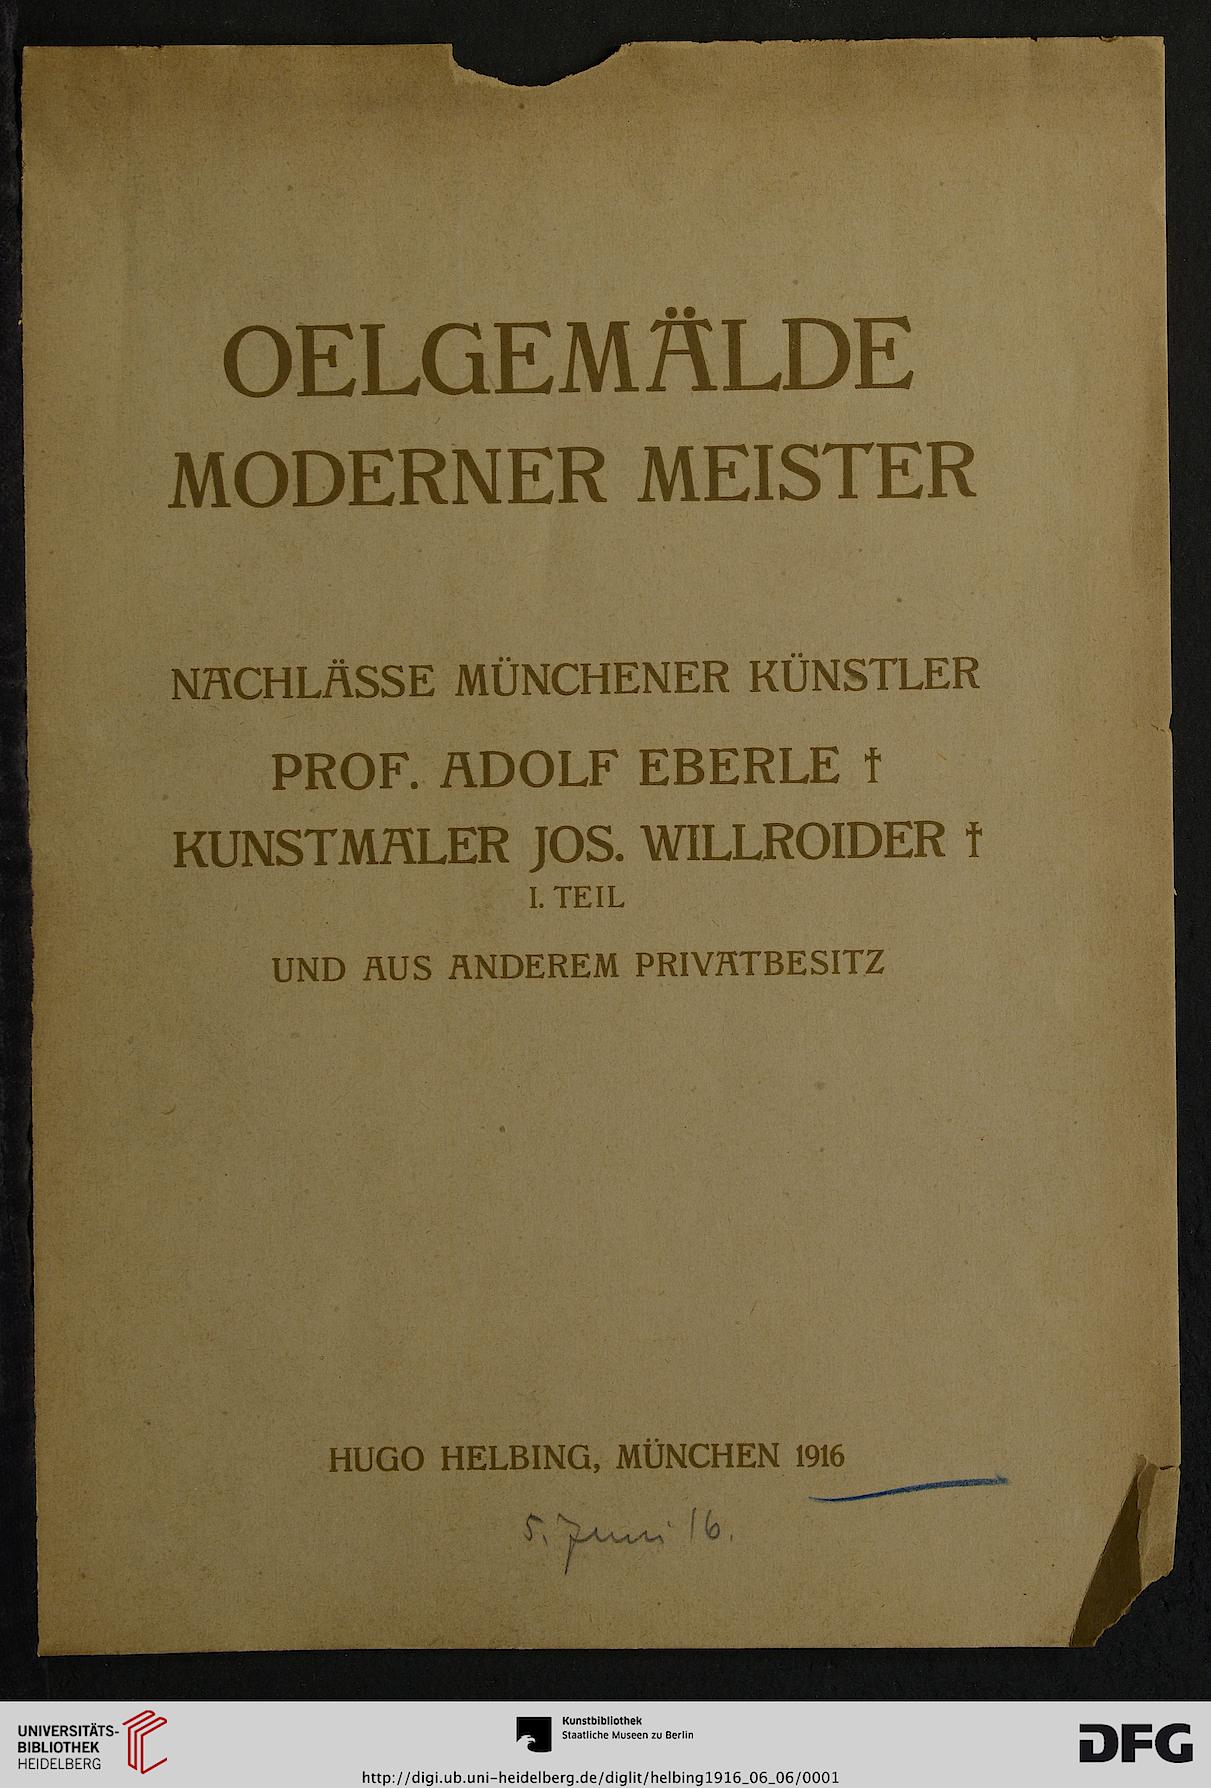 OELGEMÄLDE
MODERNER MEISTER
NACHLÄSSE MÜNCHENER KÜNSTLER
PROF. ADOLF EBERLE †
KUNSTMALER JOS. WILLROIDER †
I. TEIL
UND AUS ANDEREM PRIVATBESITZ
HUGO HELBING, MÜNCHEN 1916
5. Juni 16.
UNIVERSITÄTS-
BIBLIOTHEK
HEIDELBERG
Kunstbibliothek
Staatliche Museen zu Berlin
DFG
http://digi.ub.uni-heidelberg.de/diglit/helbing1916_06_06/0001